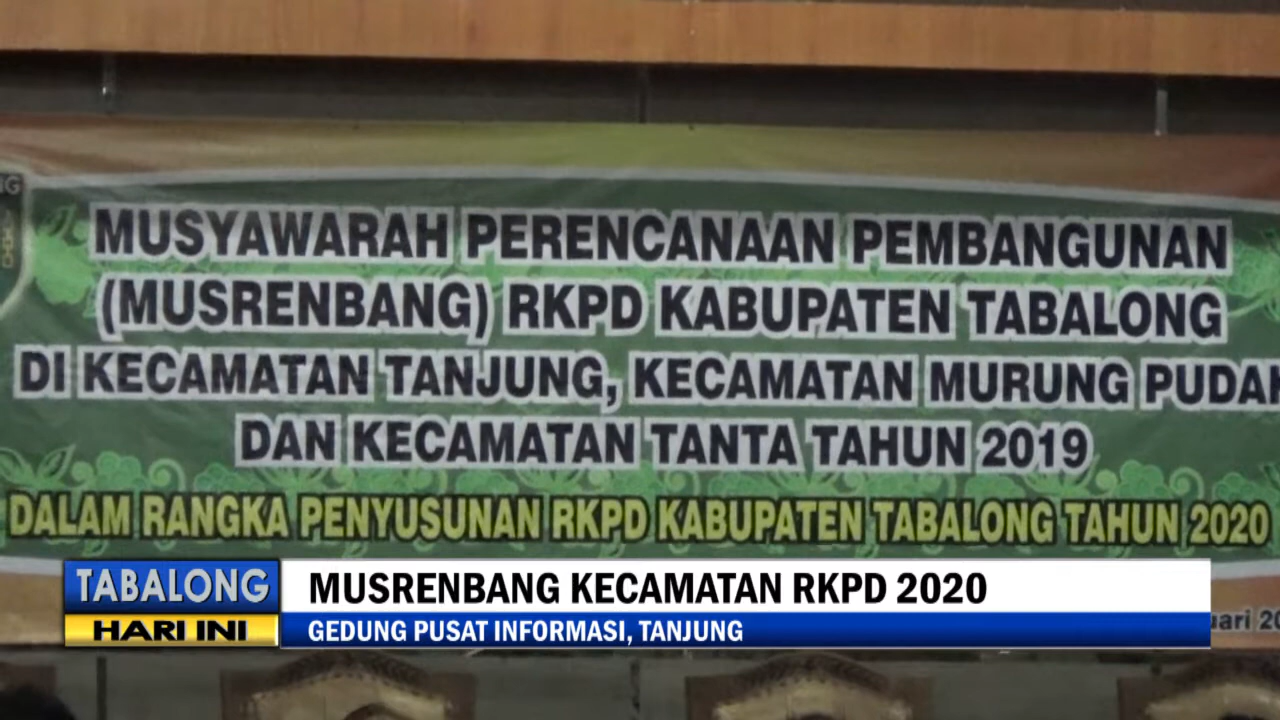 MUSYAWARAH PERENCANAAN PEMBANGUNAN
(MUSRENBANG) RKPD KABUPATEN TABALONG
DI KECAMATAN TANJUNG, KECAMATAN MURUNG PUDAK
DAN KECAMATAN TANTA TAHUN 2019
DALAM RANGKA PENYUSUNAN RKPD KABUPATEN TABALONG TAHUN 2020
TABALONG
HARI INI
MUSRENBANG KECAMATAN RKPD 2020
GEDUNG PUSAT INFORMASI, TANJUNG